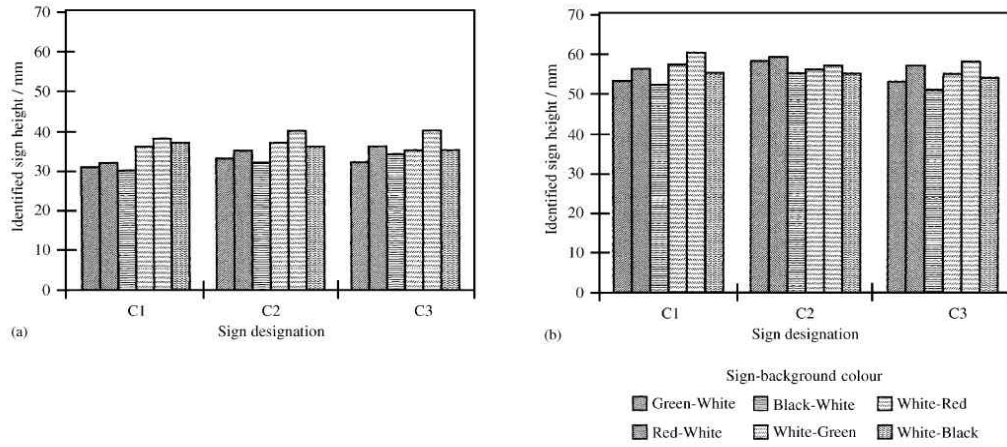 70
60
50
40
30
20
10
0
Identified sign height / mm
C1 C2 C3
(a) Sign designation
70
60
50
40
30
20
10
0
Identified sign height / mm
C1 C2 C3
(b) Sign designation
Sign-background colour
Green-White Black-White White-Red
Red-White White-Green White-Black